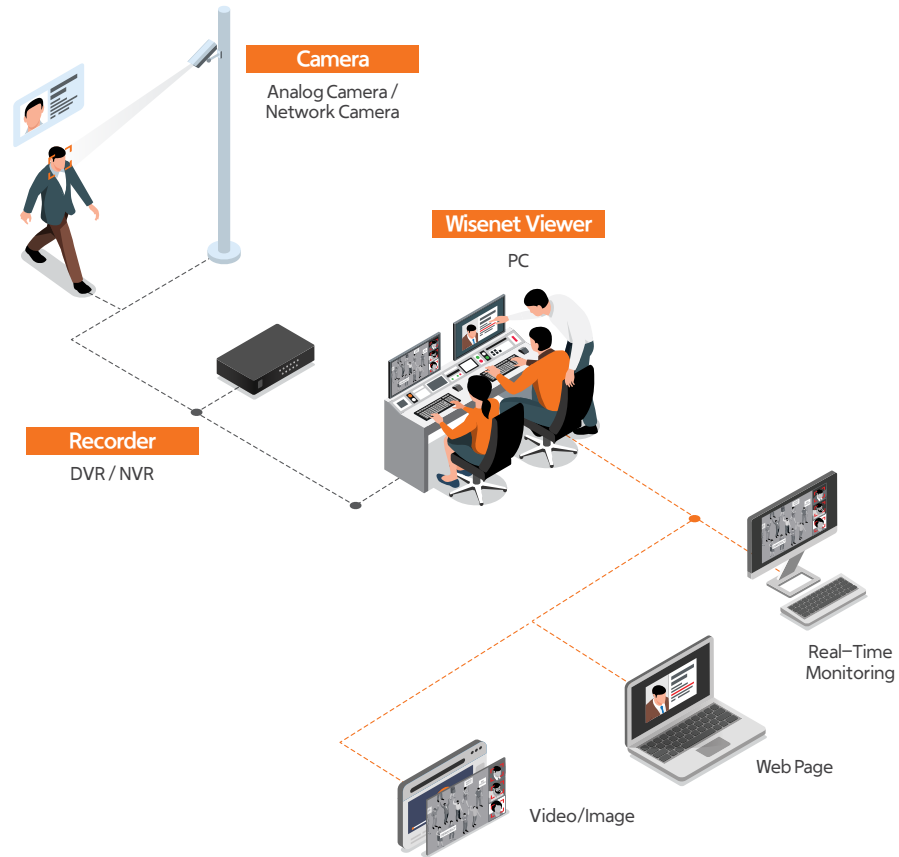 Camera
Analog Camera /
Network Camera
Wisenet Viewer
PC
Recorder
DVR / NVR
Real-Time
Monitoring
Web Page
Video/Image